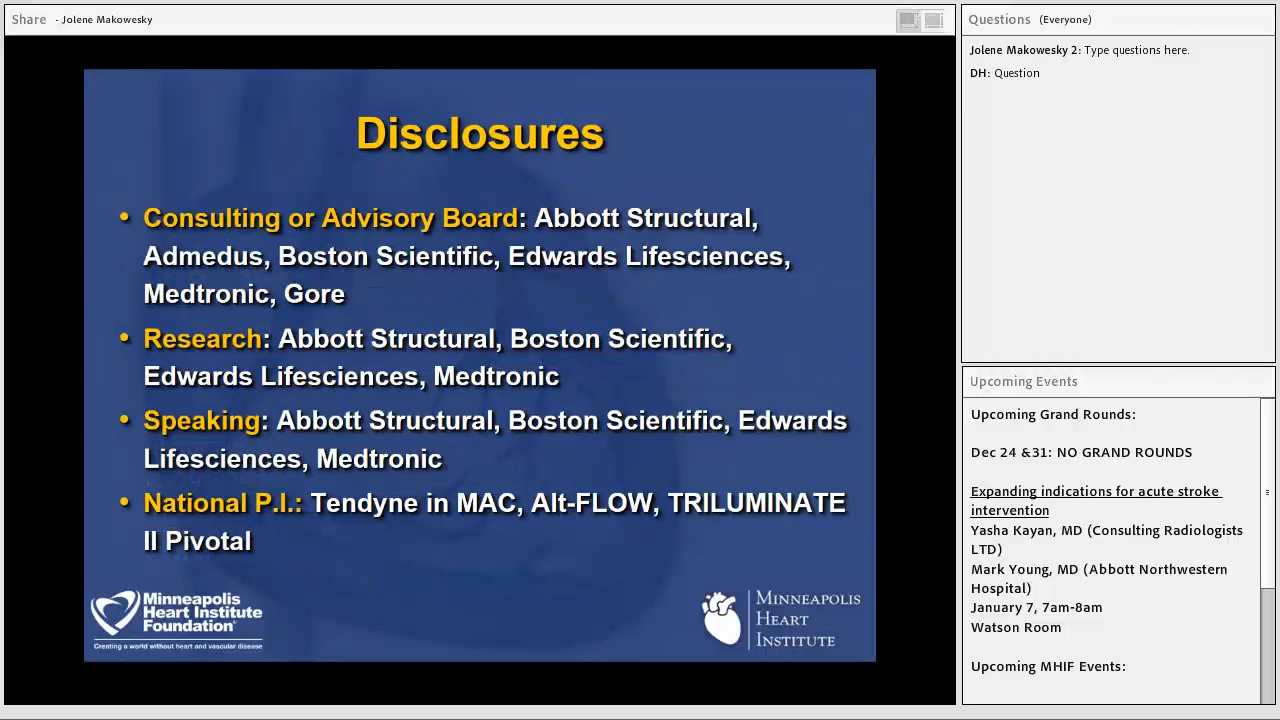 Share - Jolene Makowesky
Disclosures
• Consulting or Advisory Board: Abbott Structural,
Admedus, Boston Scientific, Edwards Lifesciences,
Medtronic, Gore
• Research: Abbott Structural, Boston Scientific,
Edwards Lifesciences, Medtronic
• Speaking: Abbott Structural, Boston Scientific, Edwards
Lifesciences, Medtronic
• National P.I.: Tendyne in MAC, Alt-FLOW, TRILUMINATE
II Pivotal
Minneapolis
Heart Institute
Foundation®
Creating a world without heart and vascular disease
MINNEAPOLIS
HEART
INSTITUTE
Questions (Everyone)
Jolene Makowesky 2: Type questions here.
DH: Question
Upcoming Events
Upcoming Grand Rounds:
Dec 24 &31: NO GRAND ROUNDS
Expanding indications for acute stroke
intervention
Yasha Kayan, MD (Consulting Radiologists
LTD)
Mark Young, MD (Abbott Northwestern
Hospital)
January 7, 7am-8am
Watson Room
Upcoming MHIF Events: